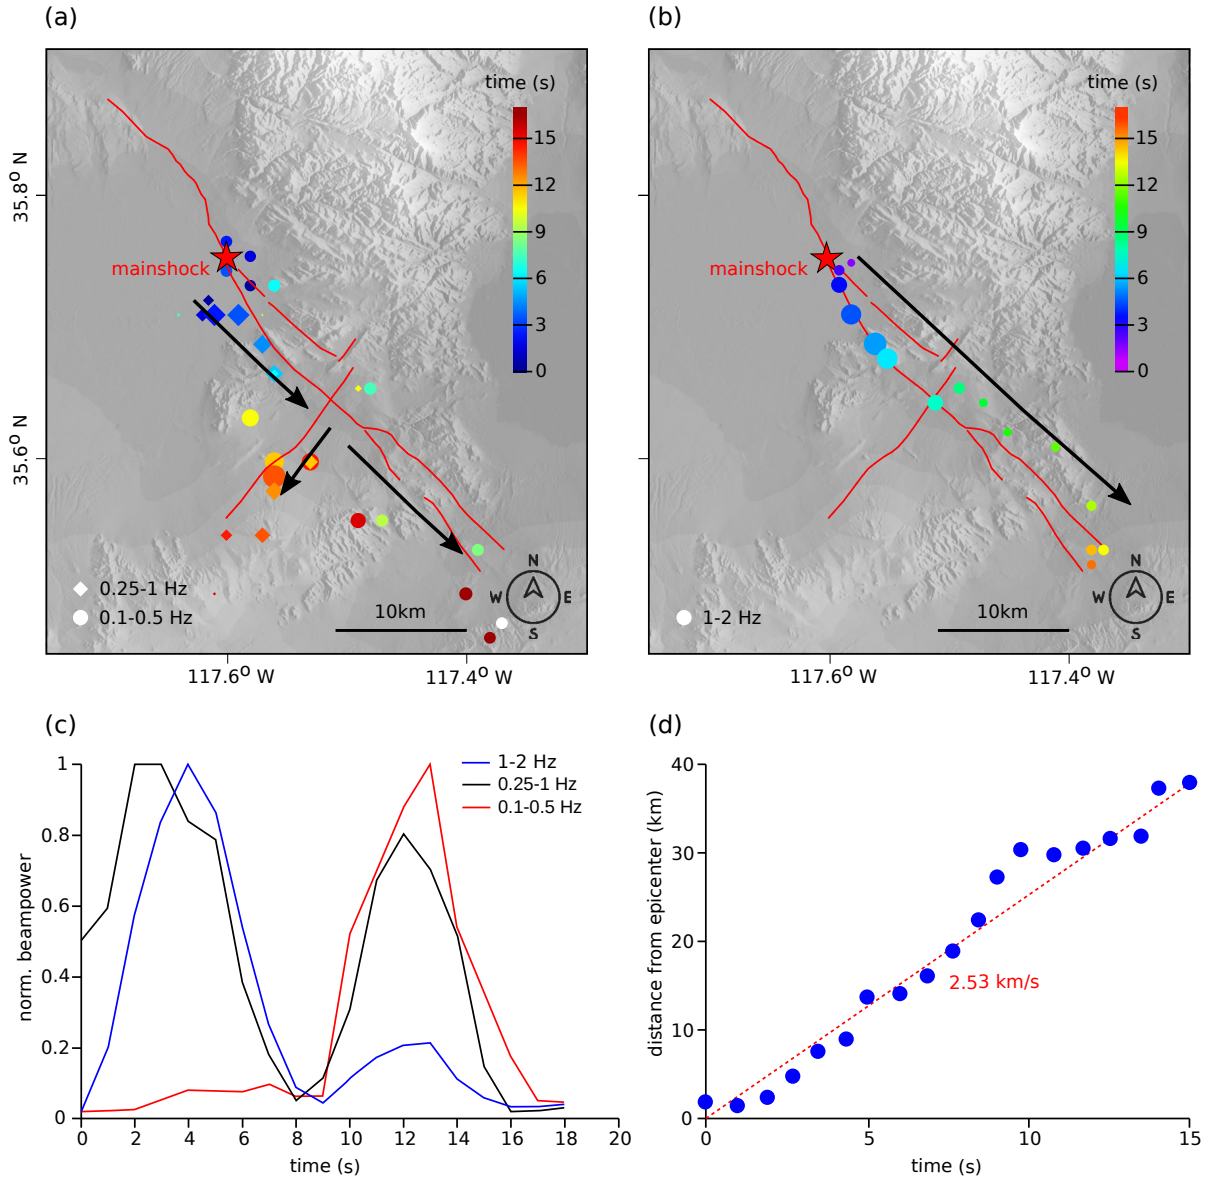 (a)
(b)
time (s)
15
12
9
6
3
0
35.8° N
35.6° N
mainshock
0.25-1 Hz
0.1-0.5 Hz
10km
N
W E
S
117.6° W
117.4° W
time (s)
15
12
9
6
3
0
mainshock
1-2 Hz
10km
N
W E
S
117.6° W
117.4° W
(c)
(d)
1
0.8
0.6
0.4
0.2
0
norm. beampower
1-2 Hz
0.25-1 Hz
0.1-0.5 Hz
0 2 4 6 8 10 12 14 16 18 20
time (s)
40
30
20
10
0
distance from epicenter (km)
2.53 km/s
0 5 10 15
time (s)